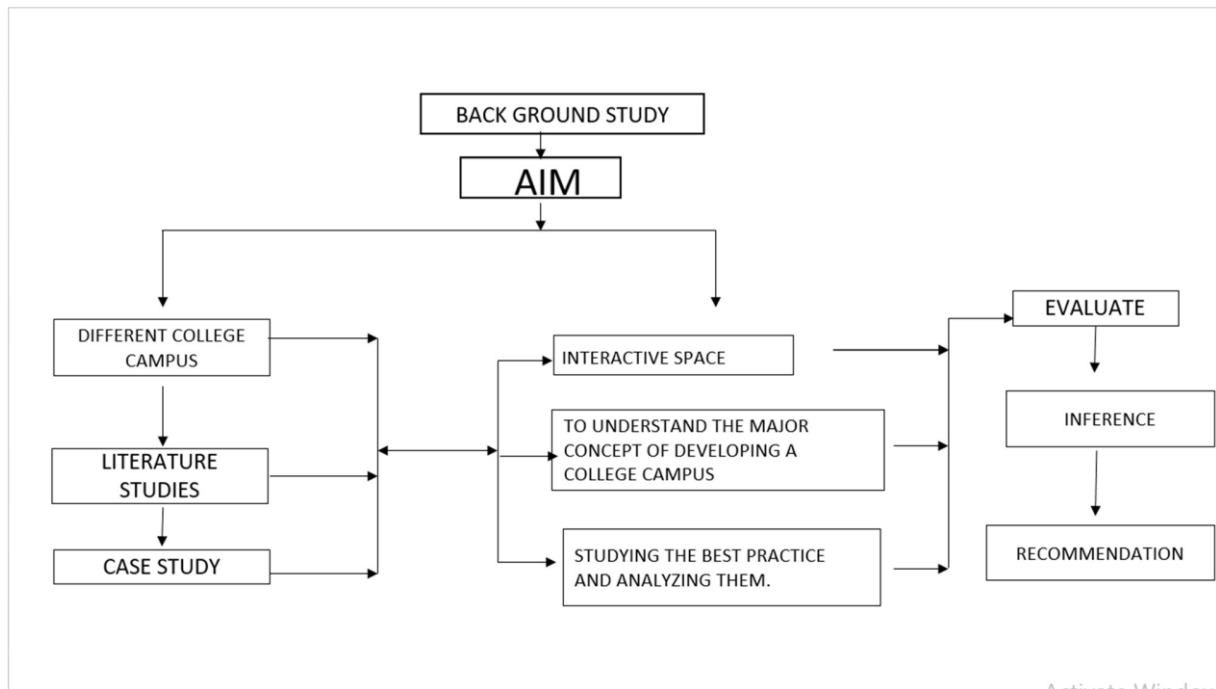 BACK GROUND STUDY
AIM
DIFFERENT COLLEGE
CAMPUS
LITERATURE
STUDIES
CASE STUDY
INTERACTIVE SPACE
TO UNDERSTAND THE MAJOR
CONCEPT OF DEVELOPING A
COLLEGE CAMPUS
STUDYING THE BEST PRACTICE
AND ANALYZING THEM.
EVALUATE
INFERENCE
RECOMMENDATION